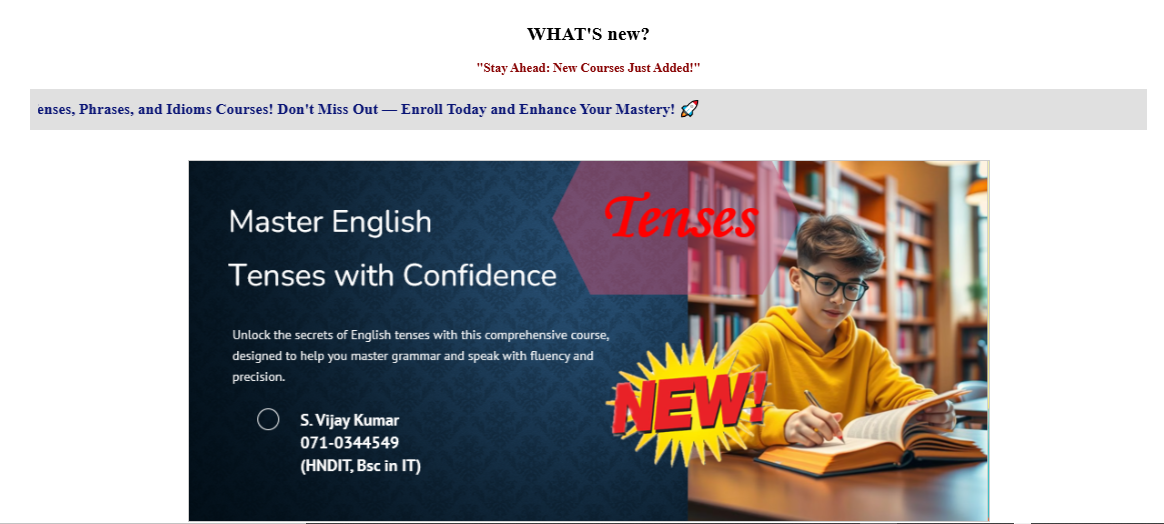 WHAT'S new?
"Stay Ahead: New Courses Just Added!"
enses, Phrases, and Idioms Courses! Don't Miss Out — Enroll Today and Enhance Your Mastery! 🚀
Tenses
Master English
Tenses with Confidence
Unlock the secrets of English tenses with this comprehensive course,
designed to help you master grammar and speak with fluency and
precision.
NEW!
S. Vijay Kumar
071-0344549
(HNDIT, Bsc in IT)